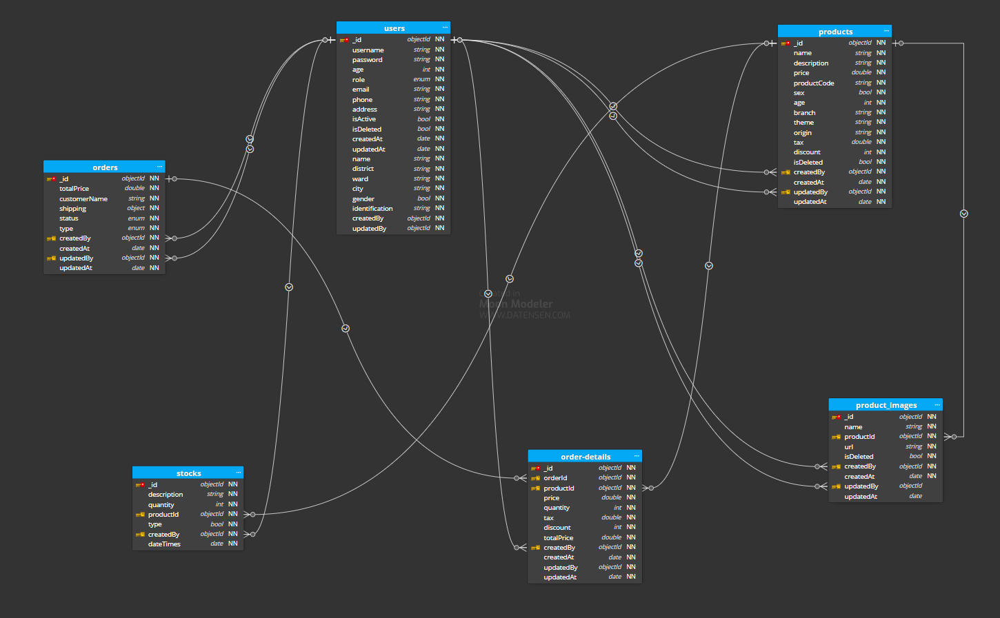 users ...
_id objectId NN
username string NN
password string NN
age int NN
role enum NN
email string NN
phone string NN
address string NN
isActive bool NN
isDeleted bool NN
createdAt date NN
updatedAt date NN
name string NN
district string NN
ward string NN
city string NN
gender bool NN
identification string NN
createdBy objectId NN
updatedBy objectId NN
products ...
_id objectId NN
name string NN
description string NN
price double NN
productCode string NN
sex bool NN
age int NN
branch string NN
theme string NN
origin string NN
tax double NN
discount int NN
isDeleted bool NN
createdBy objectId NN
createdAt date NN
updatedBy objectId NN
updatedAt date NN
orders ...
_id objectId NN
totalPrice double NN
customerName string NN
shipping object NN
status enum NN
type enum NN
createdBy objectId NN
createdAt date NN
updatedBy objectId NN
updatedAt date NN
Created in
Moon Modeler
WWW.DATENSEN.COM
product_images ...
_id objectId NN
name string NN
productId objectId NN
url string NN
isDeleted bool NN
createdBy objectId NN
createdAt date NN
updatedBy objectId
updatedAt date
order-details ...
_id objectId NN
orderId objectId NN
productId objectId NN
price double NN
quantity int NN
tax double NN
discount int NN
totalPrice double NN
createdBy objectId NN
createdAt date NN
updatedBy objectId NN
updatedAt date NN
stocks ...
_id objectId NN
description string NN
quantity int NN
productId objectId NN
type bool NN
createdBy objectId NN
dateTimes date NN